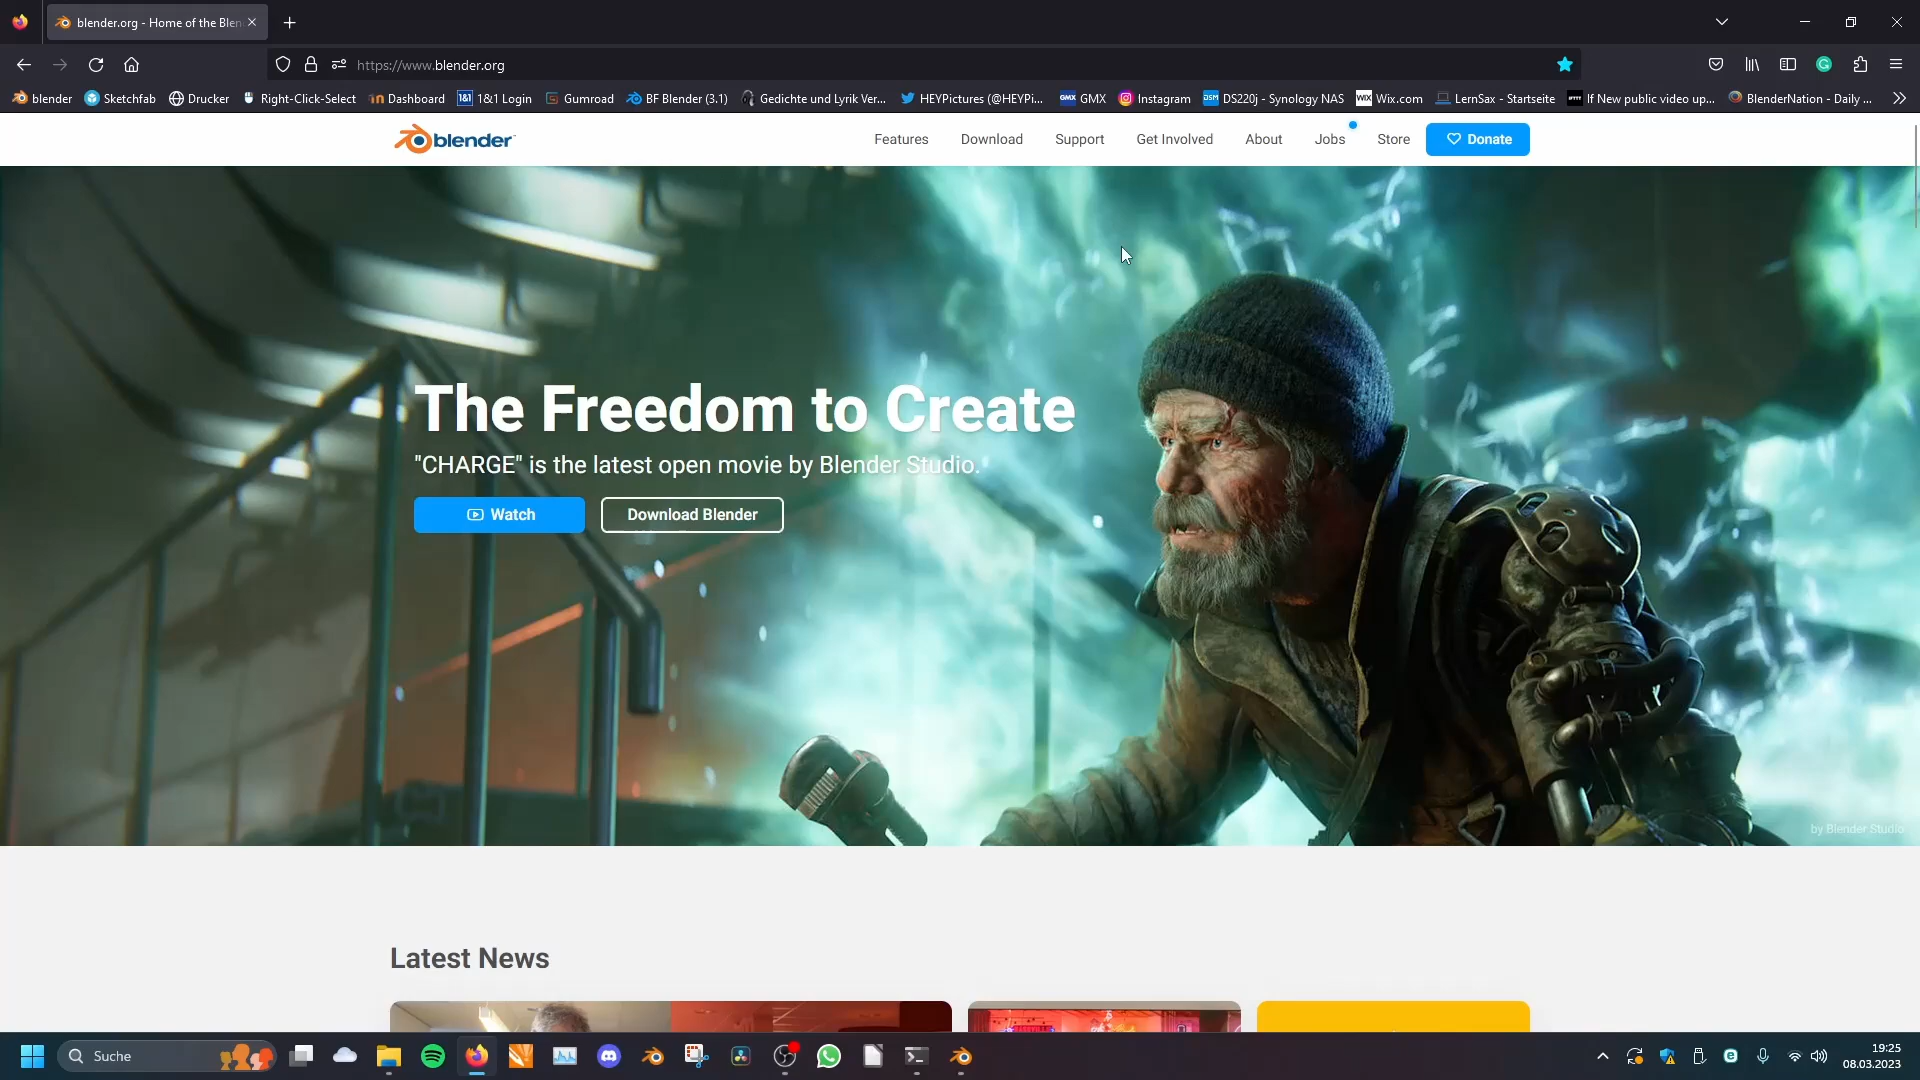 blender.org - Home of the Blen
https://www.blender.org
blender
Sketchfab
Drucker
Right-Click-Select
Dashboard
1&1 Login
Gumroad
BF Blender (3.1)
Gedichte und Lyrik Ver...
HEYPictures (@HEYPi...
GMX
Instagram
DS220j - Synology NAS
Wix.com
LernSax - Startseite
If New public video up...
BlenderNation - Daily ...
blender
Features
Download
Support
Get Involved
About
Jobs
Store
Donate
The Freedom to Create
"CHARGE" is the latest open movie by Blender Studio.
Watch
Download Blender
by Blender Studio
Latest News
Suche
19:25
08.03.2023